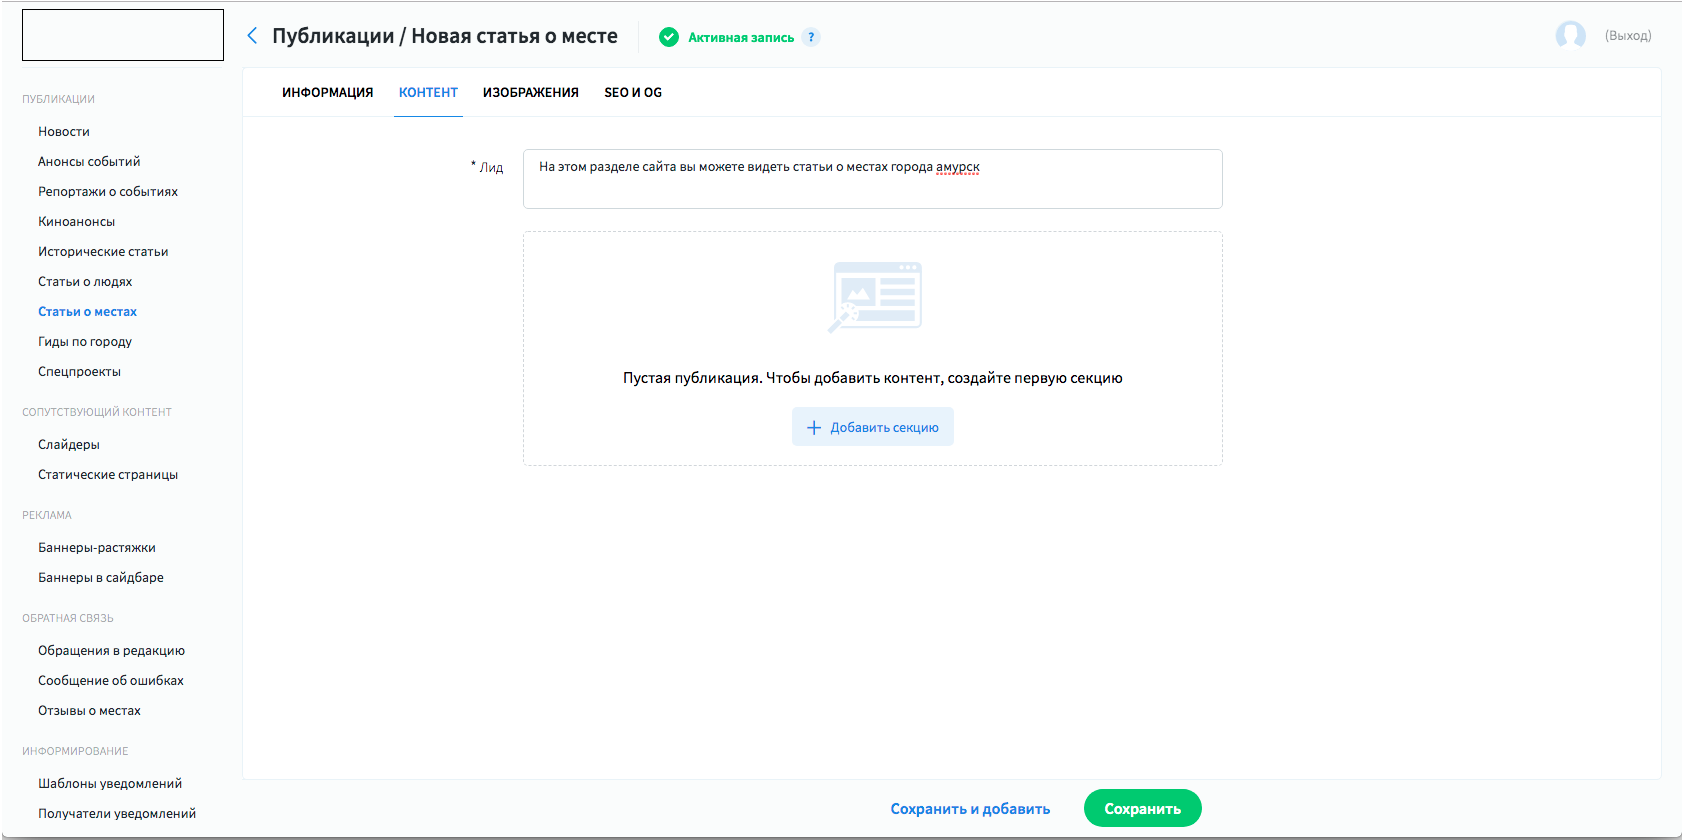 Публикации / Новая статья о месте
Активная запись ?
(Выход)
ПУБЛИКАЦИИ
Новости
Анонсы событий
Репортажи о событиях
Киноанонсы
Исторические статьи
Статьи о людях
Статьи о местах
Гиды по городу
Спецпроекты
СОПУТСТВУЮЩИЙ КОНТЕНТ
Слайдеры
Статические страницы
РЕКЛАМА
Баннеры-растяжки
Баннеры в сайдбаре
ОБРАТНАЯ СВЯЗЬ
Обращения в редакцию
Сообщение об ошибках
Отзывы о местах
ИНФОРМИРОВАНИЕ
Шаблоны уведомлений
Получатели уведомлений
ИНФОРМАЦИЯ КОНТЕНТ ИЗОБРАЖЕНИЯ SEO И OG
* Лид
На этом разделе сайта вы можете видеть статьи о местах города амурск
Пустая публикация. Чтобы добавить контент, создайте первую секцию
+ Добавить секцию
Сохранить и добавить
Сохранить